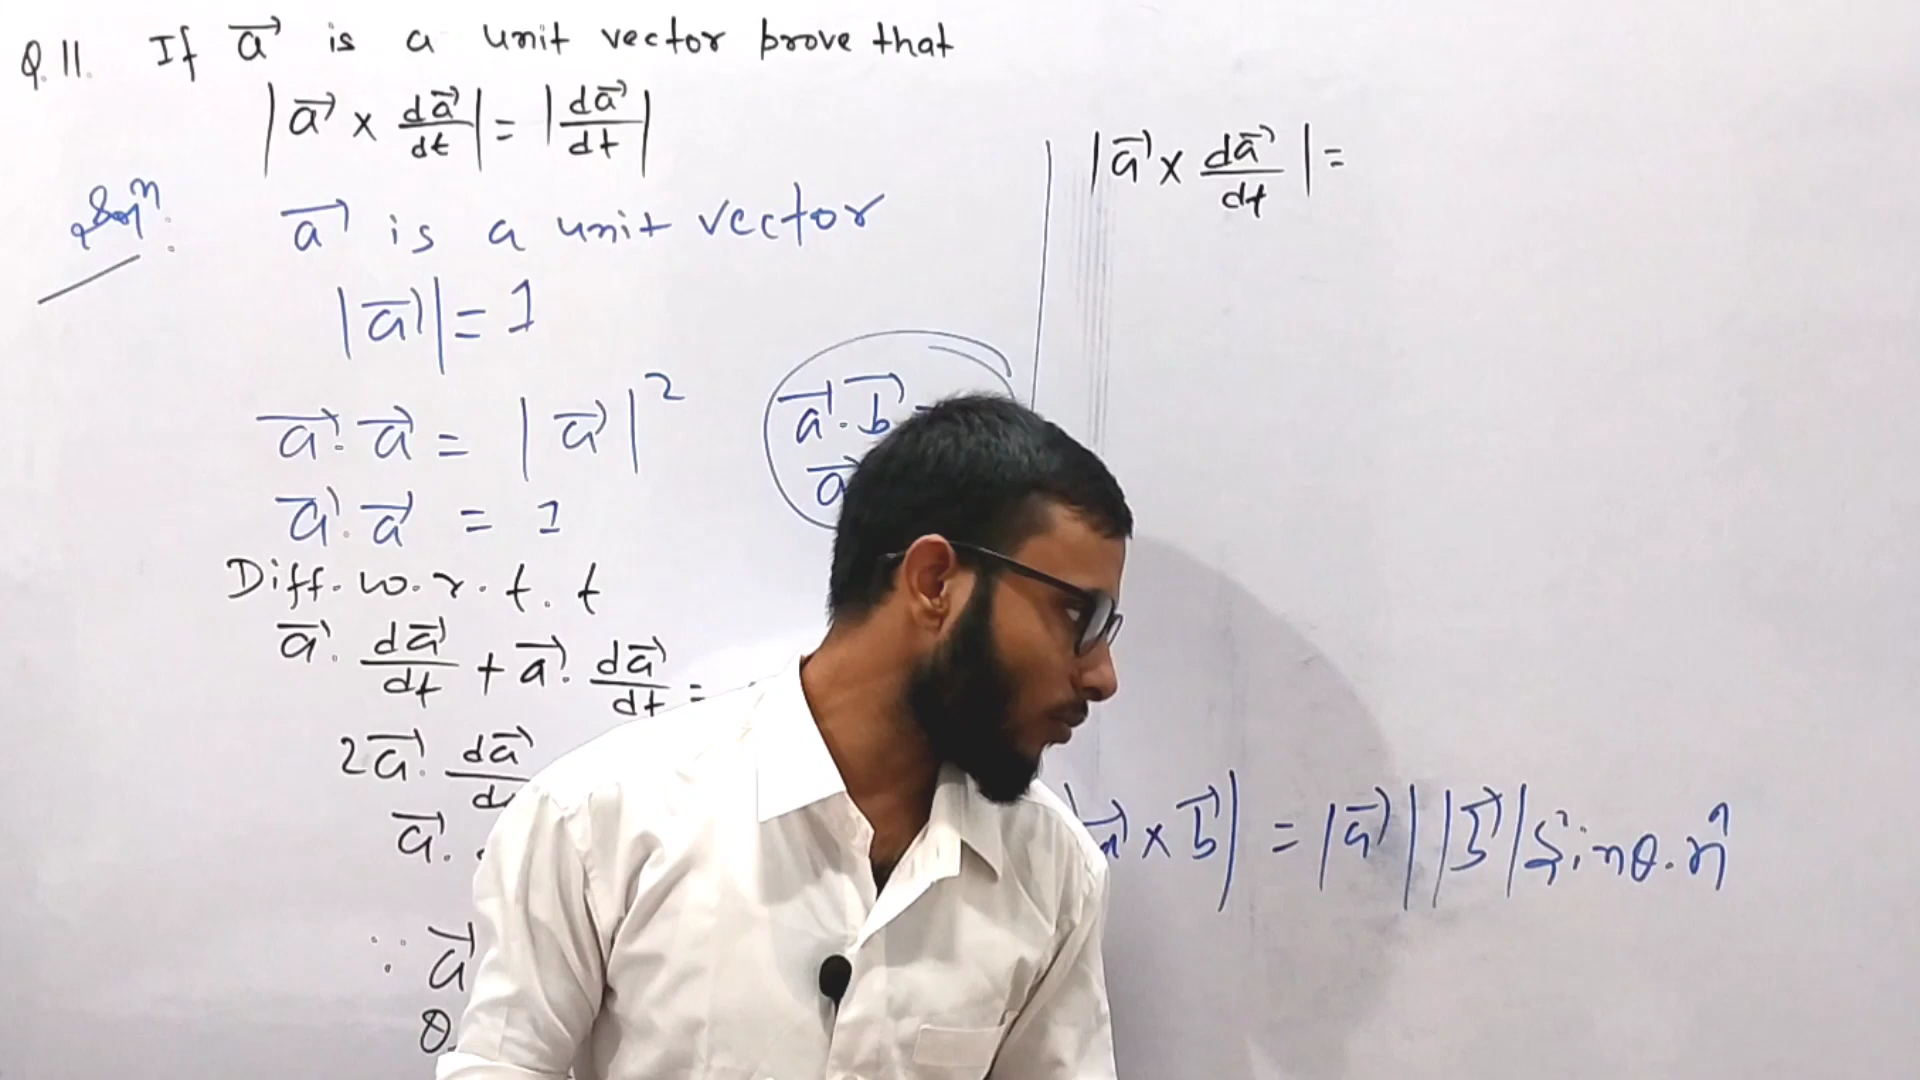 Q.11. If a⃗ is a unit vector prove that
|a⃗ × da⃗/dt| = |da⃗/dt|
Solⁿ: a⃗ is a unit vector
|a⃗| = 1
a⃗.a⃗ = |a⃗|²
a⃗.a⃗ = 1
Diff. w.r.t. t
a⃗. da⃗/dt + a⃗. da⃗/dt =
2a⃗. da⃗/
a⃗.
∵ a⃗
θ
a⃗.b⃗
a⃗
|a⃗ × da⃗/dt| =
|a⃗ × b⃗| = |a⃗| |b⃗| Sinθ.n̂